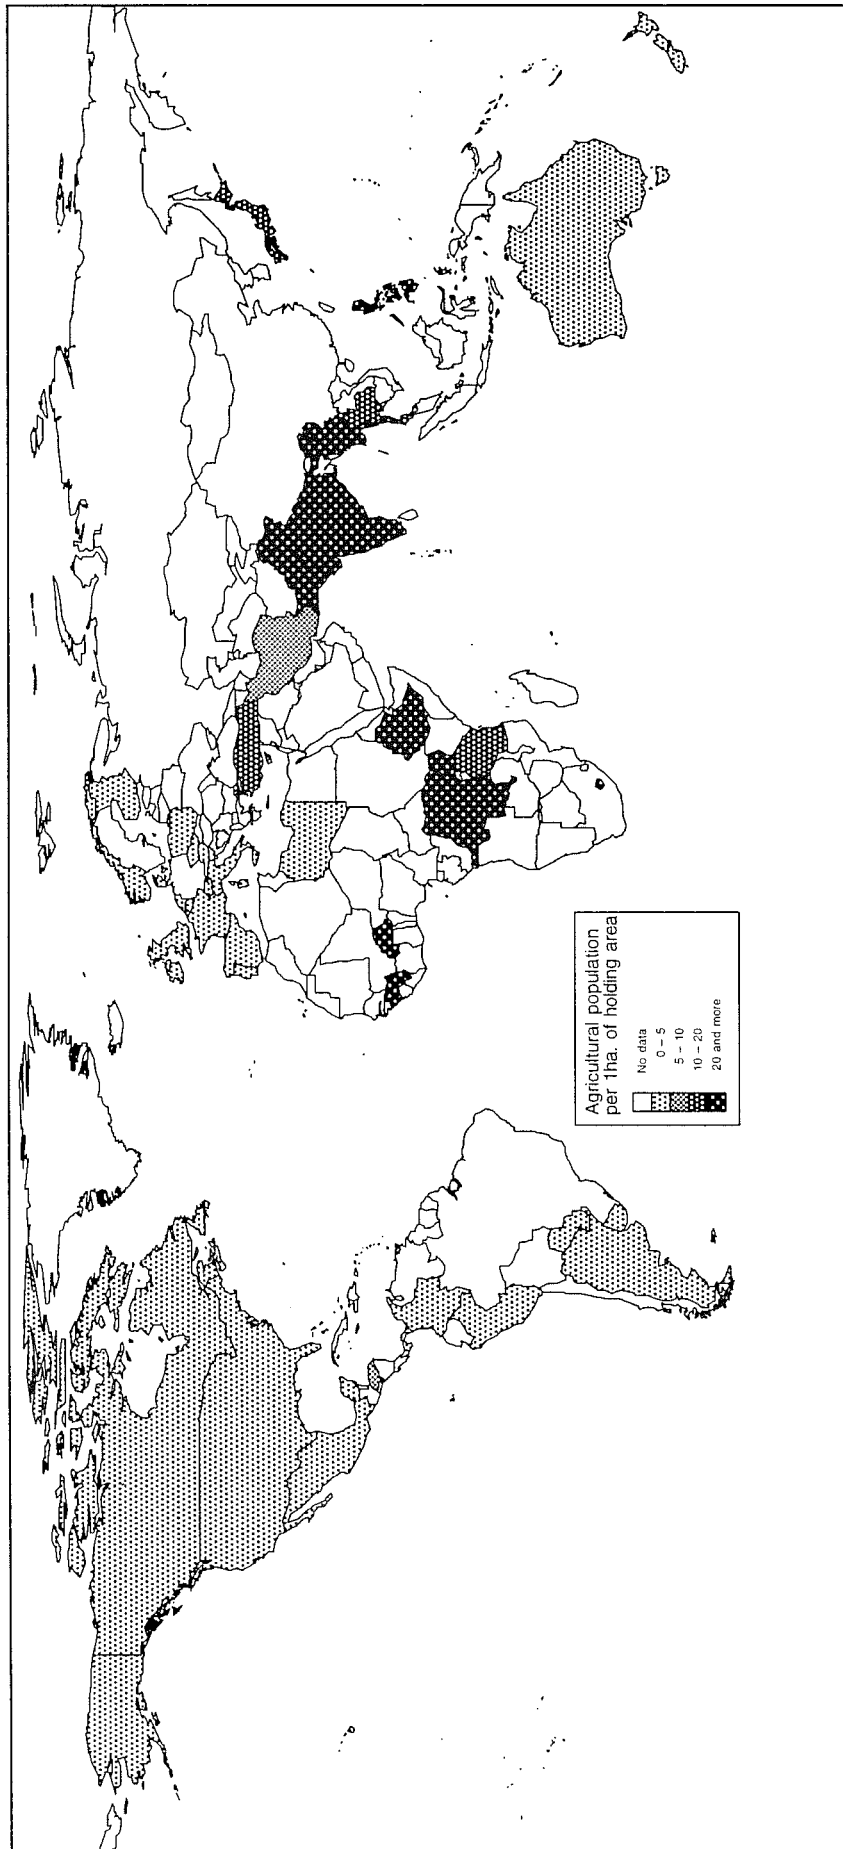 Agricultural population
per 1ha. of holding area
No data
0 – 5
5 – 10
10 – 20
20 and more